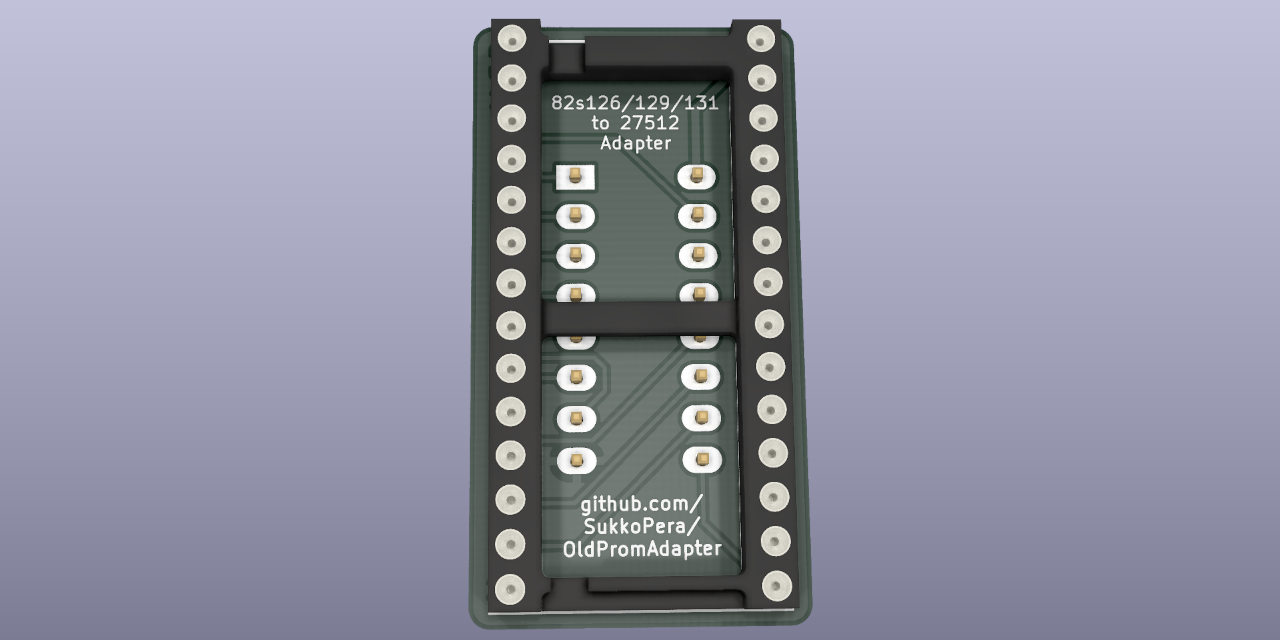 82s126/129/131
to 27512
Adapter
github.com/
SukkoPera/
OldPromAdapter